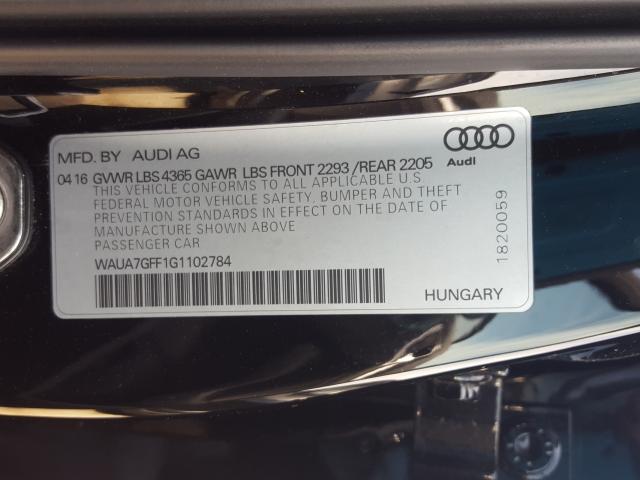 MFD. BY AUDI AG
Audi
04 16 GVWR LBS 4365 GAWR LBS FRONT 2293 /REAR 2205
THIS VEHICLE CONFORMS TO ALL APPLICABLE U.S.
FEDERAL MOTOR VEHICLE SAFETY, BUMPER AND THEFT
PREVENTION STANDARDS IN EFFECT ON THE DATE OF
MANUFACTURE SHOWN ABOVE
PASSENGER CAR
WAUA7GFF1G1102784
HUNGARY
1820059